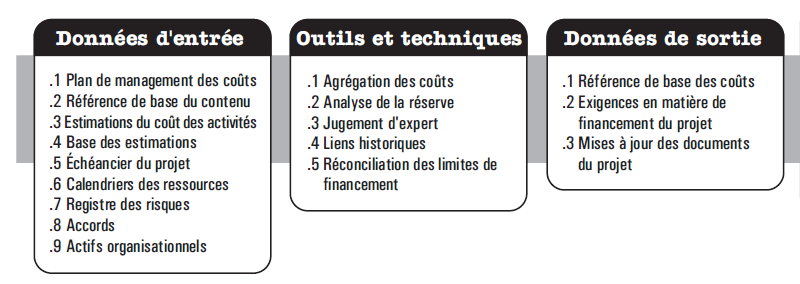 Données d'entrée
.1 Plan de management des coûts
.2 Référence de base du contenu
.3 Estimations du coût des activités
.4 Base des estimations
.5 Échéancier du projet
.6 Calendriers des ressources
.7 Registre des risques
.8 Accords
.9 Actifs organisationnels
Outils et techniques
.1 Agrégation des coûts
.2 Analyse de la réserve
.3 Jugement d'expert
.4 Liens historiques
.5 Réconciliation des limites de
financement
Données de sortie
.1 Référence de base des coûts
.2 Exigences en matière de
financement du projet
.3 Mises à jour des documents
du projet